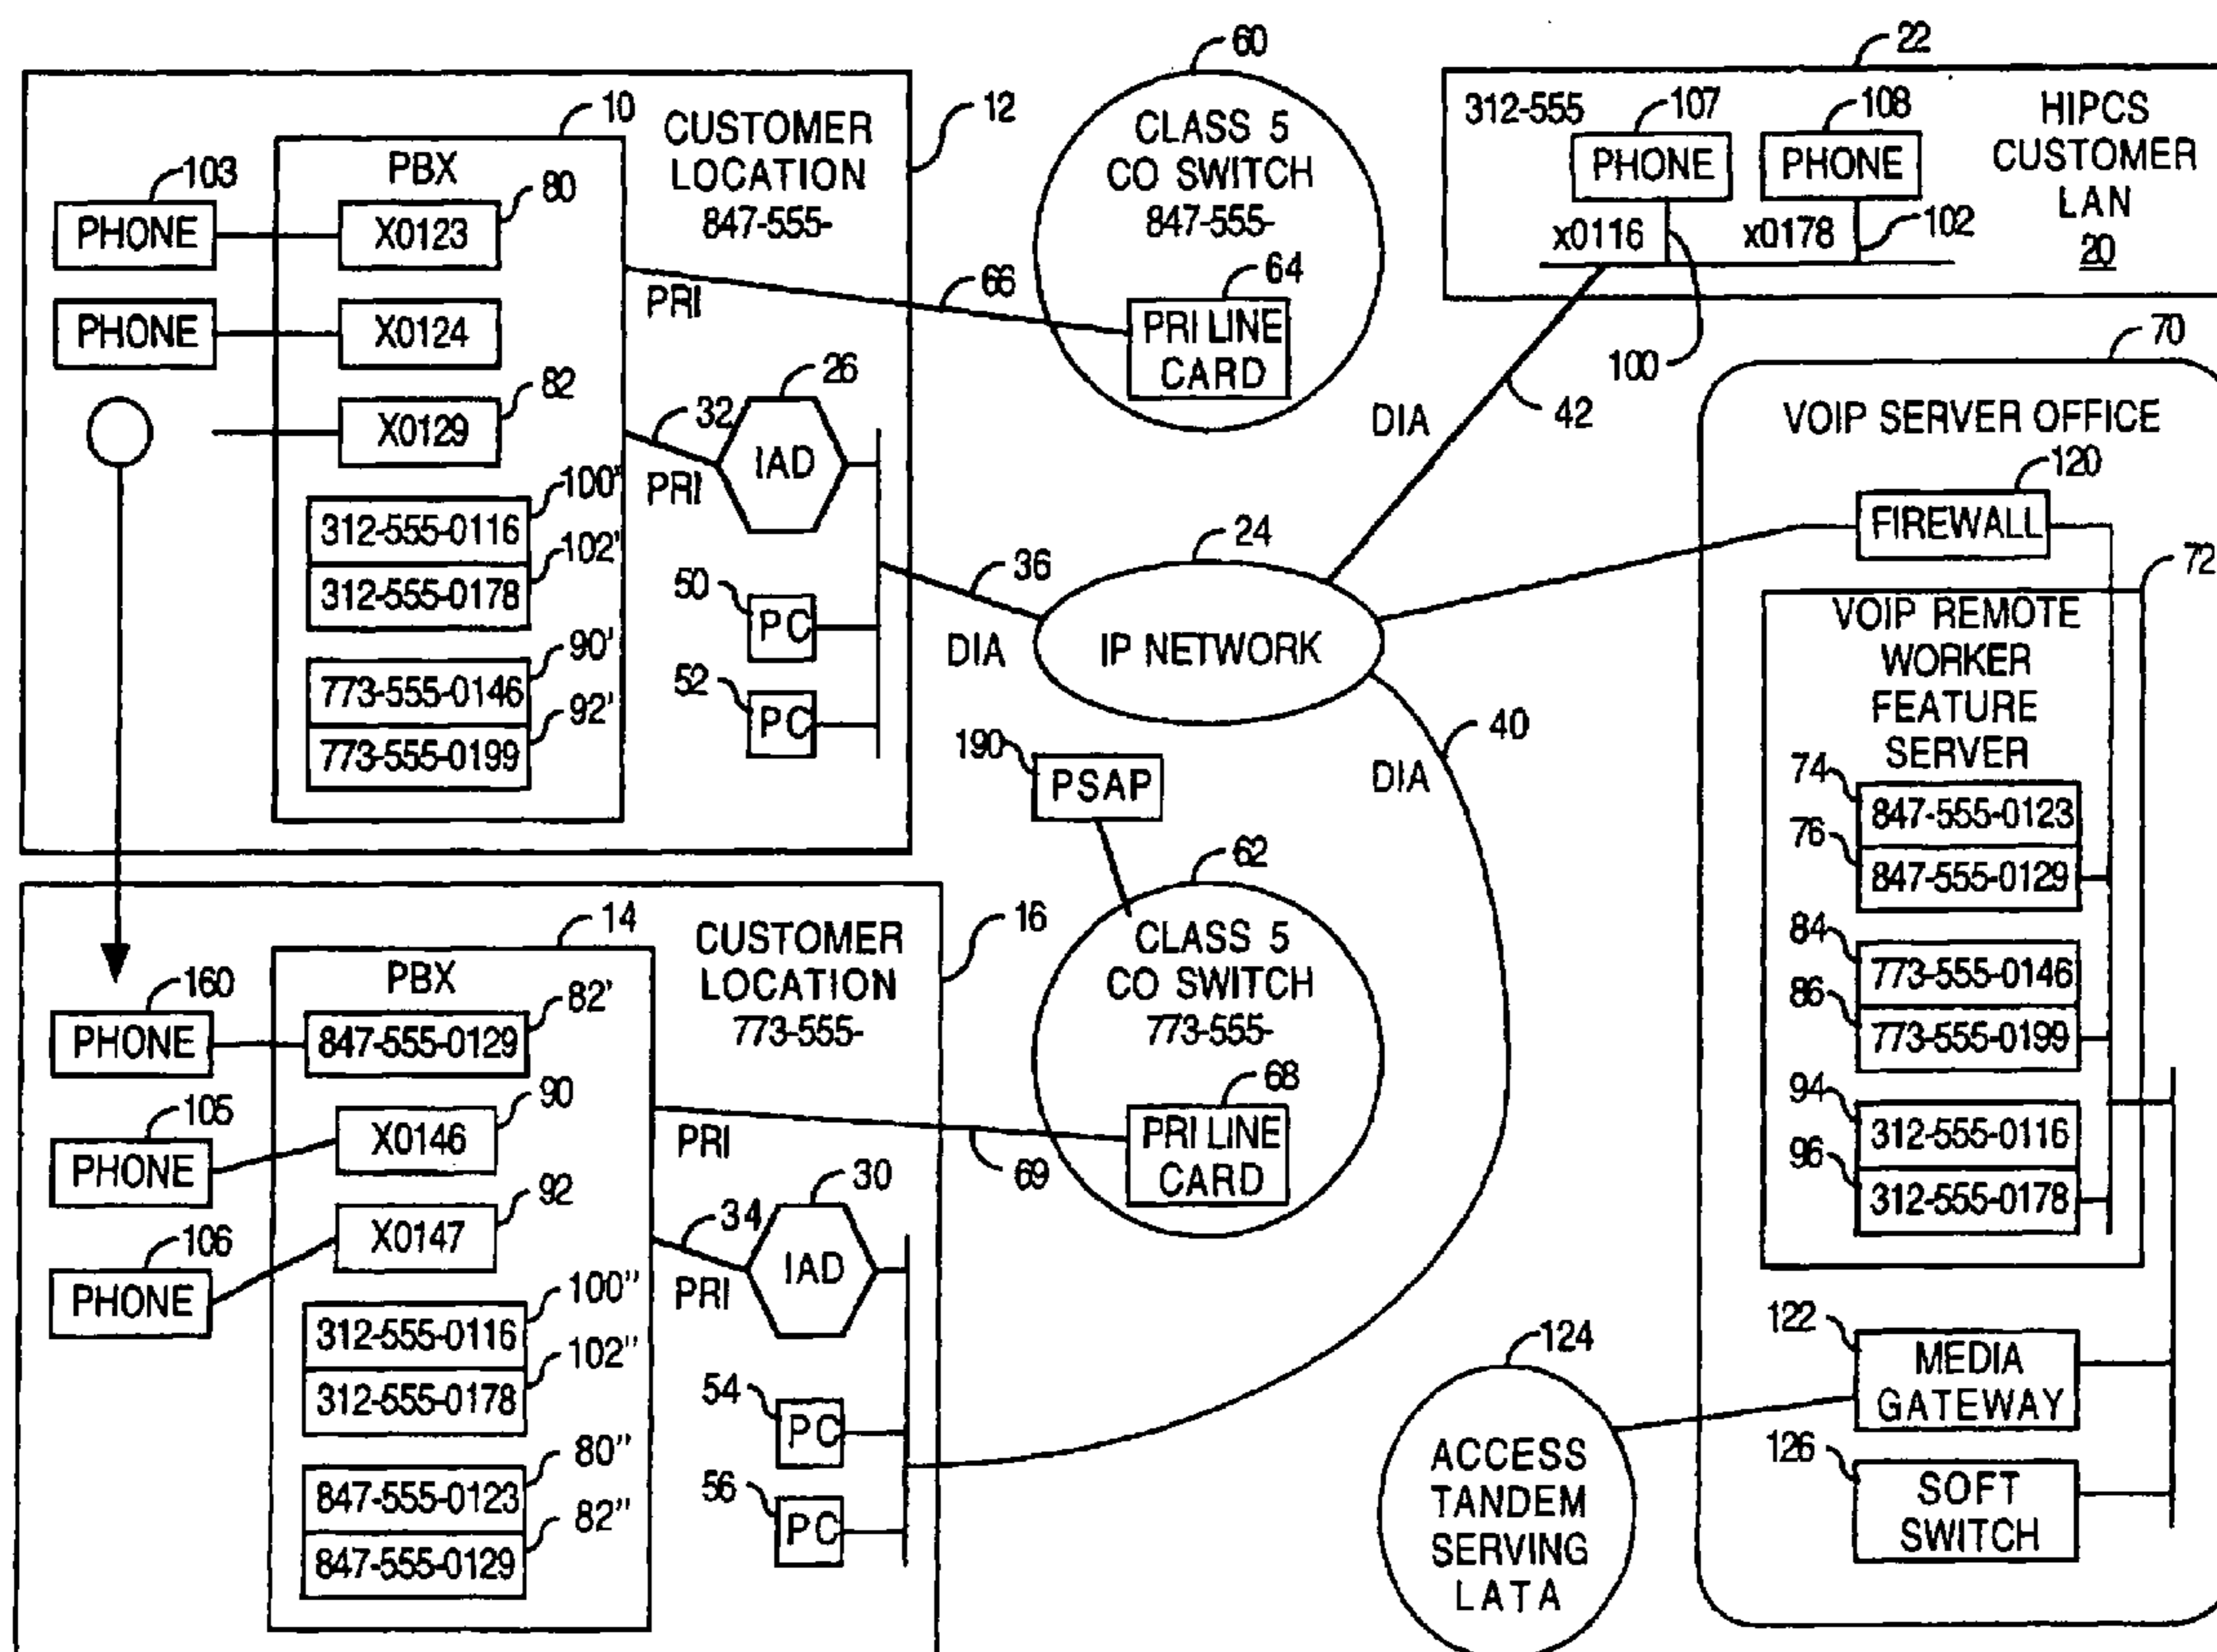 10
CUSTOMER
LOCATION
847-555-
12
PBX
103
PHONE
X0123
80
PHONE
X0124
X0129
82
PRI
66
32
PRI
26
IAD
312-555-0116
100"
312-555-0178
102'
773-555-0146
90'
773-555-0199
92'
50
PC
52
PC
36
DIA
60
CLASS 5
CO SWITCH
847-555-
64
PRI LINE
CARD
22
312-555
107
PHONE
108
PHONE
HIPCS
CUSTOMER
LAN
20
x0116
x0178
102
100
DIA
42
24
IP NETWORK
40
DIA
190
PSAP
62
CLASS 5
CO SWITCH
773-555-
68
PRI LINE
CARD
14
CUSTOMER
LOCATION
773-555-
16
PBX
160
PHONE
847-555-0129
82'
105
PHONE
X0146
90
106
PHONE
X0147
92
PRI
69
34
PRI
30
IAD
312-555-0116
100"
312-555-0178
102"
847-555-0123
80"
847-555-0129
82"
54
PC
56
PC
124
ACCESS
TANDEM
SERVING
LATA
70
VOIP SERVER OFFICE
120
FIREWALL
72
VOIP REMOTE
WORKER
FEATURE
SERVER
74
847-555-0123
76
847-555-0129
84
773-555-0146
86
773-555-0199
94
312-555-0116
96
312-555-0178
122
MEDIA
GATEWAY
126
SOFT
SWITCH